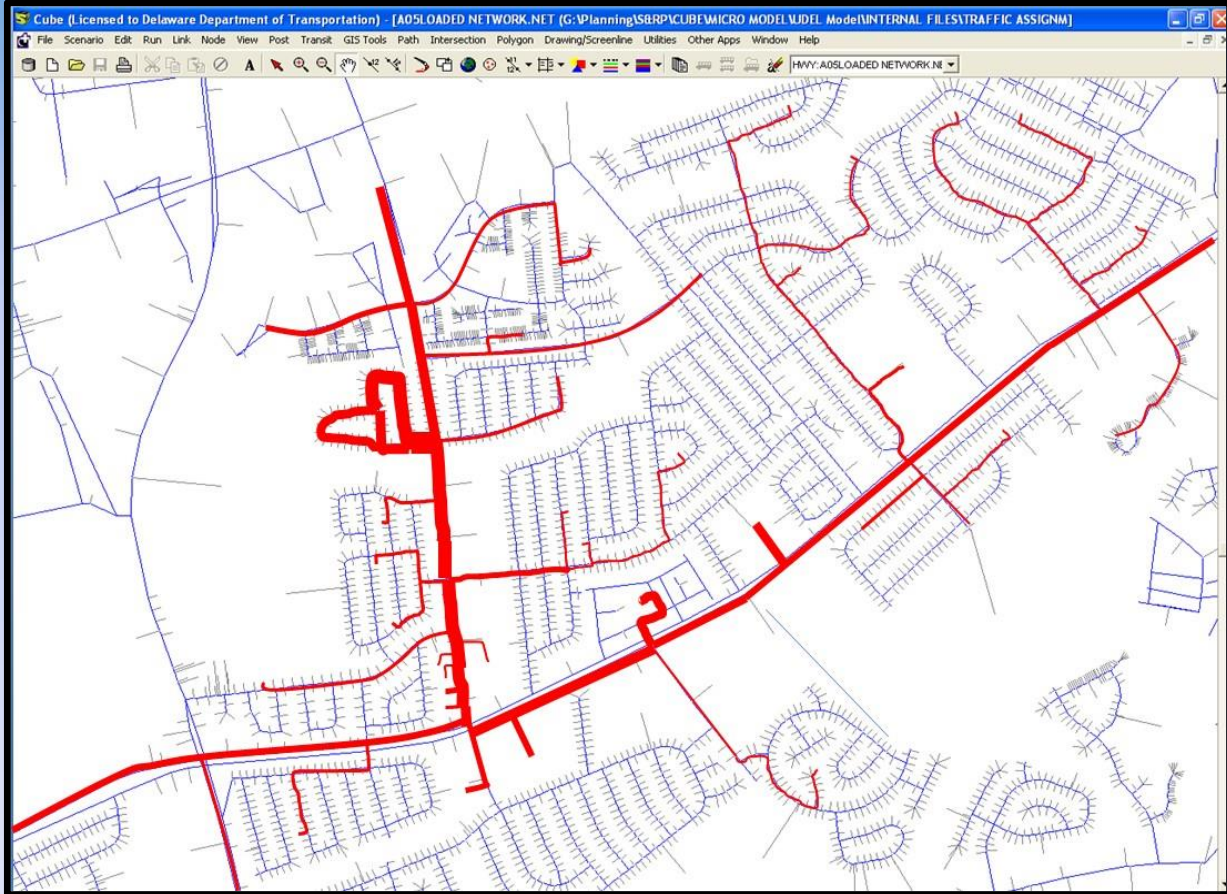 Cube (Licensed to Delaware Department of Transportation) - [A05LOADED NETWORK.NET (G:\Planning\S&RP\CUBE\MICRO MODEL\UDEL Model\INTERNAL FILES\TRAFFIC ASSIGNM]
File Scenario Edit Run Link Node View Post Transit GIS Tools Path Intersection Polygon Drawing/Screenline Utilities Other Apps Window Help
A HWY:A05LOADED NETWORK.NE